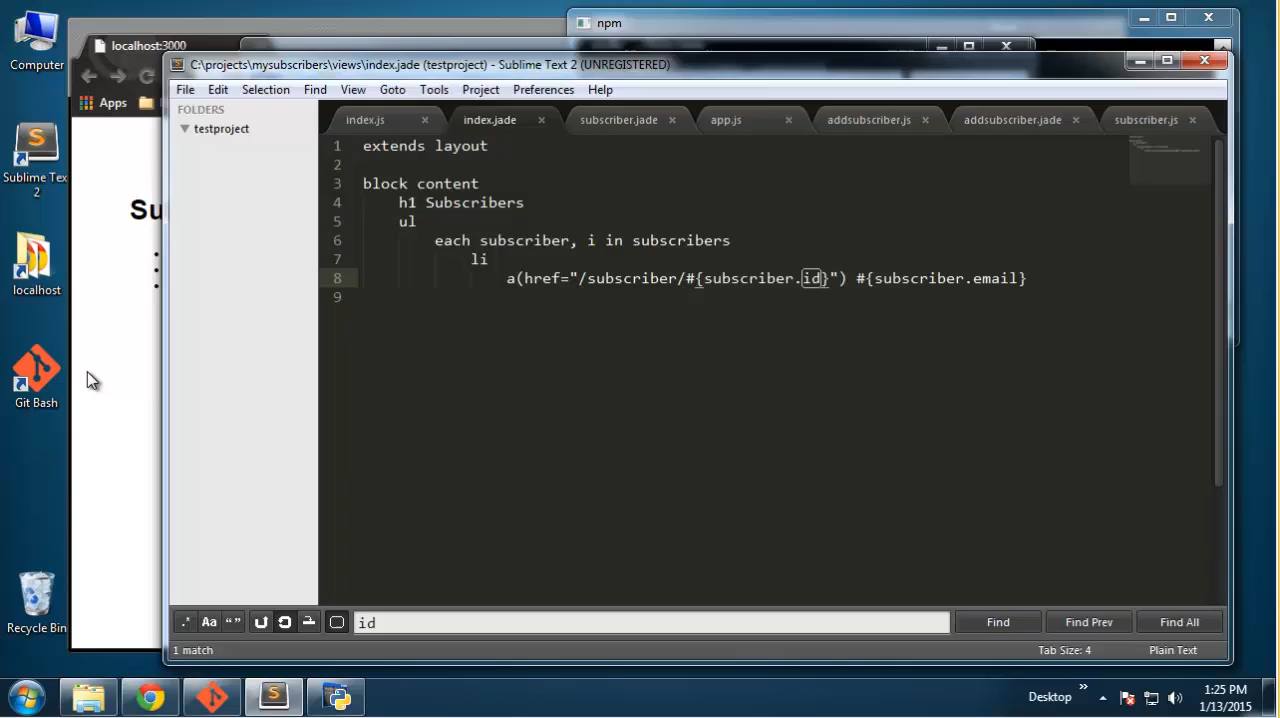 npm
Computer
localhost:3000
C:\projects\mysubscribers\views\index.jade (testproject) - Sublime Text 2 (UNREGISTERED)
File Edit Selection Find View Goto Tools Project Preferences Help
Apps
FOLDERS
testproject
index.js index.jade subscriber.jade app.js addsubscriber.js addsubscriber.jade subscriber.js
1 extends layout
2
3 block content
4 h1 Subscribers
5 ul
6 each subscriber, i in subscribers
7 li
8 a(href="/subscriber/#{subscriber.id}") #{subscriber.email}
9
Sublime Text 2
Su
localhost
Git Bash
Recycle Bin
.* Aa “” id Find Find Prev Find All
1 match Tab Size: 4 Plain Text
Desktop » 1:25 PM
1/13/2015